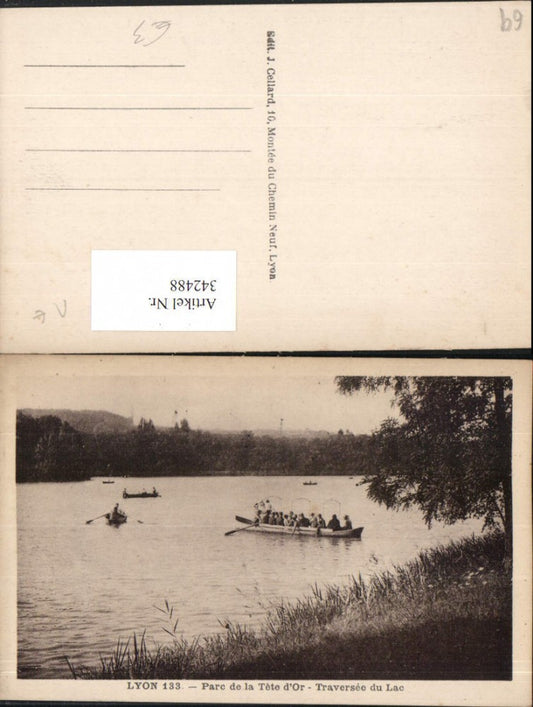 69
€3
Edit. J. Cellard, 16, Montée du Chemin Neuf, Lyon
Artikel Nr.
342488
LYON 133. — Parc de la Tête d'Or - Traversée du Lac